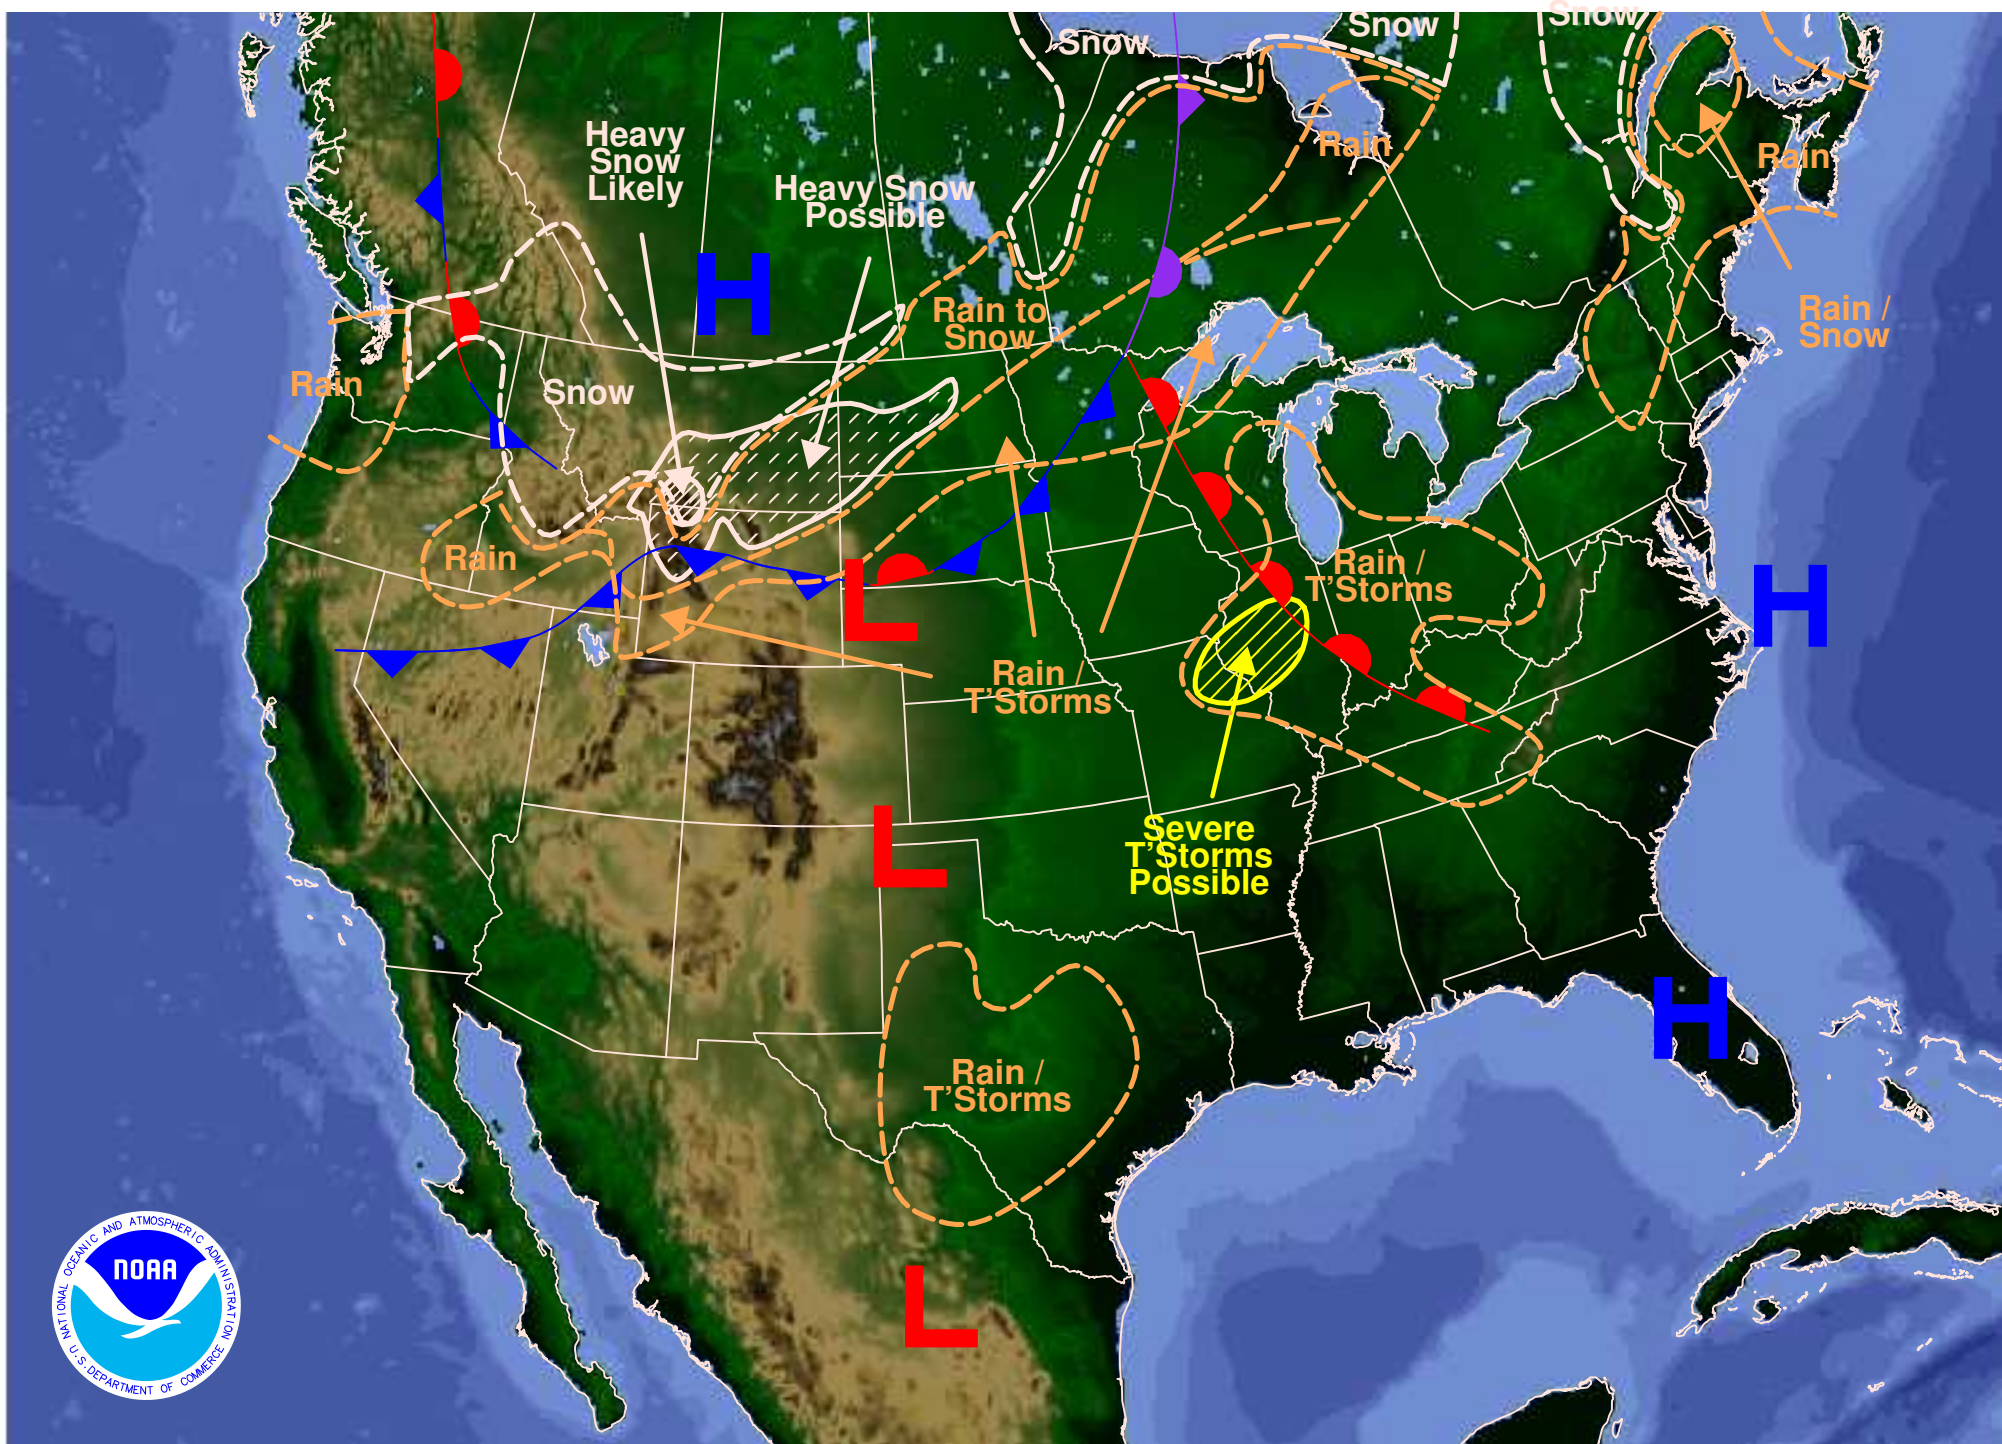 Snow
Snow
Snow
Heavy
Snow
Likely
Heavy Snow
Possible
Rain
Rain
Rain to
Snow
Rain /
Snow
Rain
Snow
Rain
Rain /
T'Storms
Rain /
T'Storms
Severe
T'Storms
Possible
Rain /
T'Storms
H
H
H
L
L
L
NATIONAL OCEANIC AND ATMOSPHERIC ADMINISTRATION
NOAA
U.S. DEPARTMENT OF COMMERCE